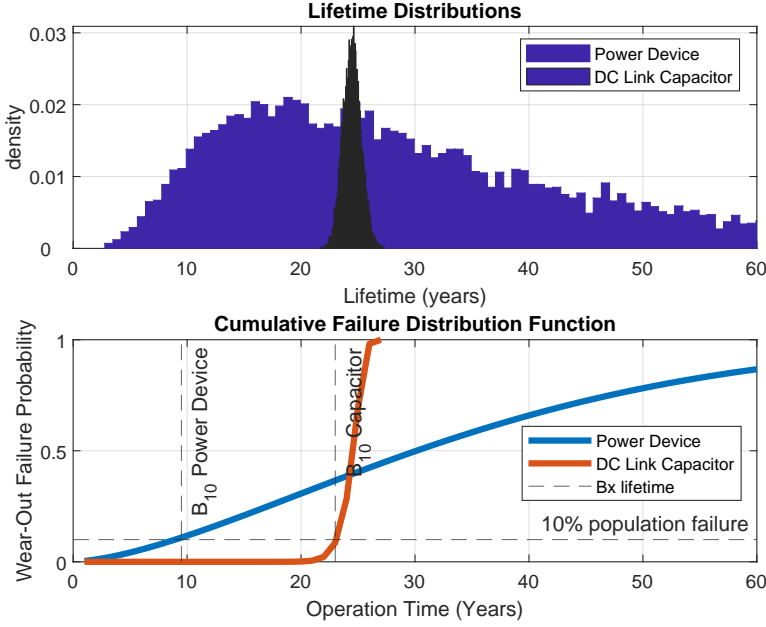 Lifetime Distributions
0.03
0.02
0.01
0
density
Power Device
DC Link Capacitor
0 10 20 30 40 50 60
Lifetime (years)
Cumulative Failure Distribution Function
1
0.5
0
Wear-Out Failure Probability
B10 Power Device
B10 Capacitor
Power Device
DC Link Capacitor
Bx lifetime
10% population failure
0 10 20 30 40 50 60
Operation Time (Years)